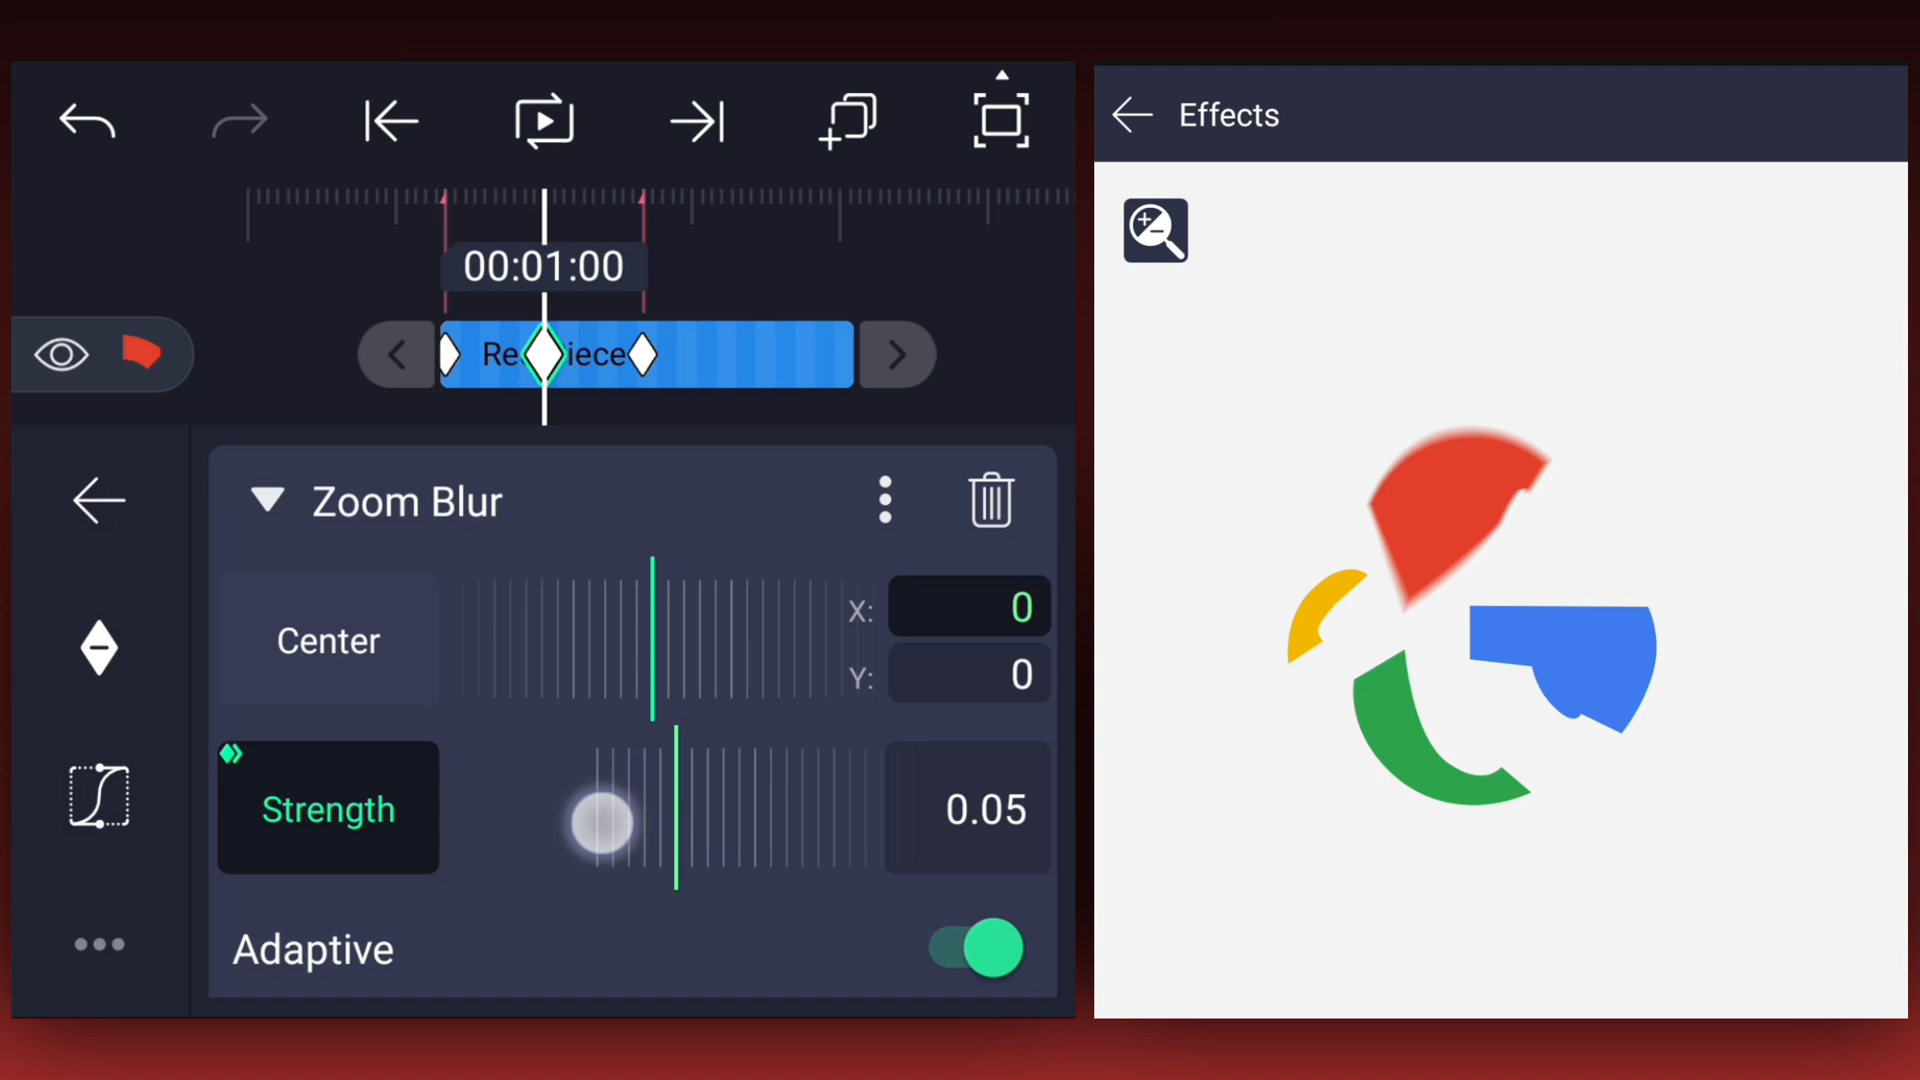 Effects
00:01:00
Re iece
Zoom Blur
Center
X: 0
Y: 0
Strength
0.05
Adaptive